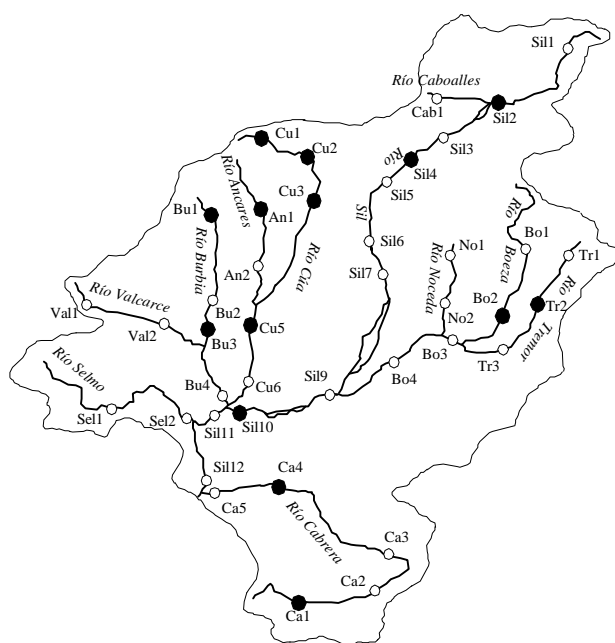 Sil1
Río Caboalles
Cab1
Sil2
Cu1
Cu2
Sil3
Río
Sil4
Río Ancares
Cu3
Sil5
Río
Bu1
An1
Sil
Boeza
Río Burbia
Río Cúa
Sil6
No1
Bo1
Tr1
An2
Sil7
Río Noceda
Río
Río Valcarce
Val1
Bu2
No2
Bo2
Tr2
Val2
Bu3
Cu5
Bo3
Tremor
Río Selmo
Tr3
Bu4
Cu6
Sil9
Bo4
Sel1
Sel2
Sil11
Sil10
Sil12
Ca4
Ca5
Río Cabrera
Ca3
Ca2
Ca1